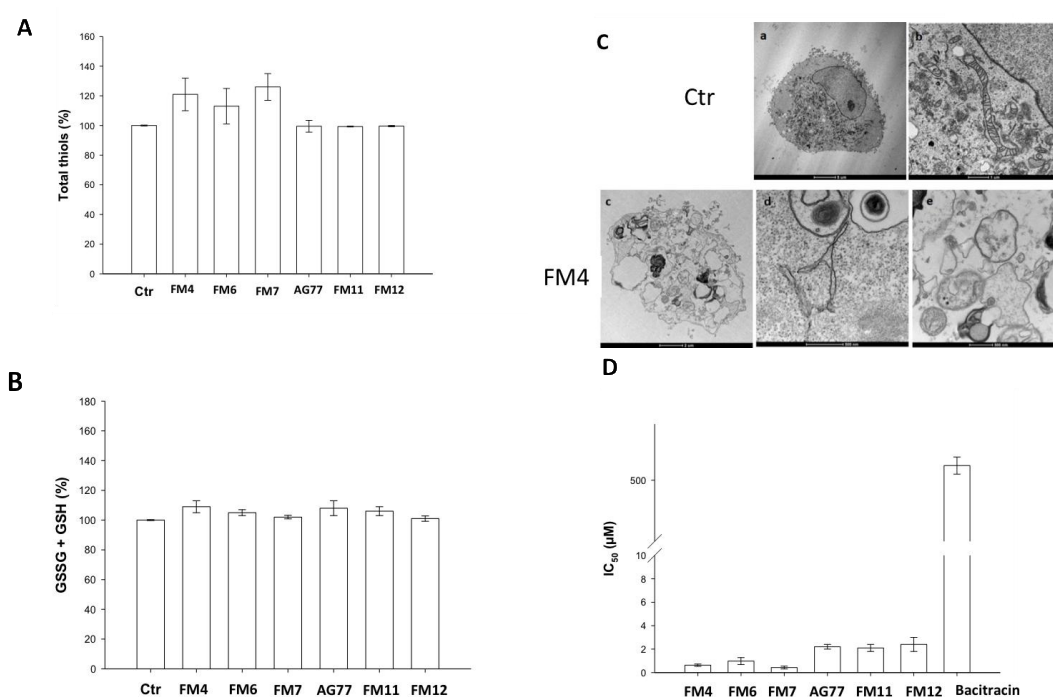 A
Total thiols (%)
160
140
120
100
80
60
40
20
0
Ctr FM4 FM6 FM7 AG77 FM11 FM12
B
GSSG + GSH (%)
180
160
140
120
100
80
60
40
20
0
Ctr FM4 FM6 FM7 AG77 FM11 FM12
C
Ctr
a b
FM4
c d e
D
IC50 (µM)
500
10
8
6
4
2
0
FM4 FM6 FM7 AG77 FM11 FM12 Bacitracin